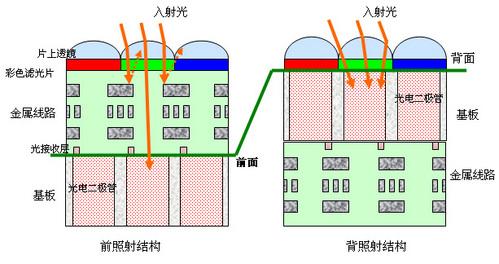 入射光
片上透鏡
彩色滤光片
金属线路
光接收层
前面
基板
光电二极管
前照射结构
入射光
背面
光电二极管
基板
金属线路
背照射结构